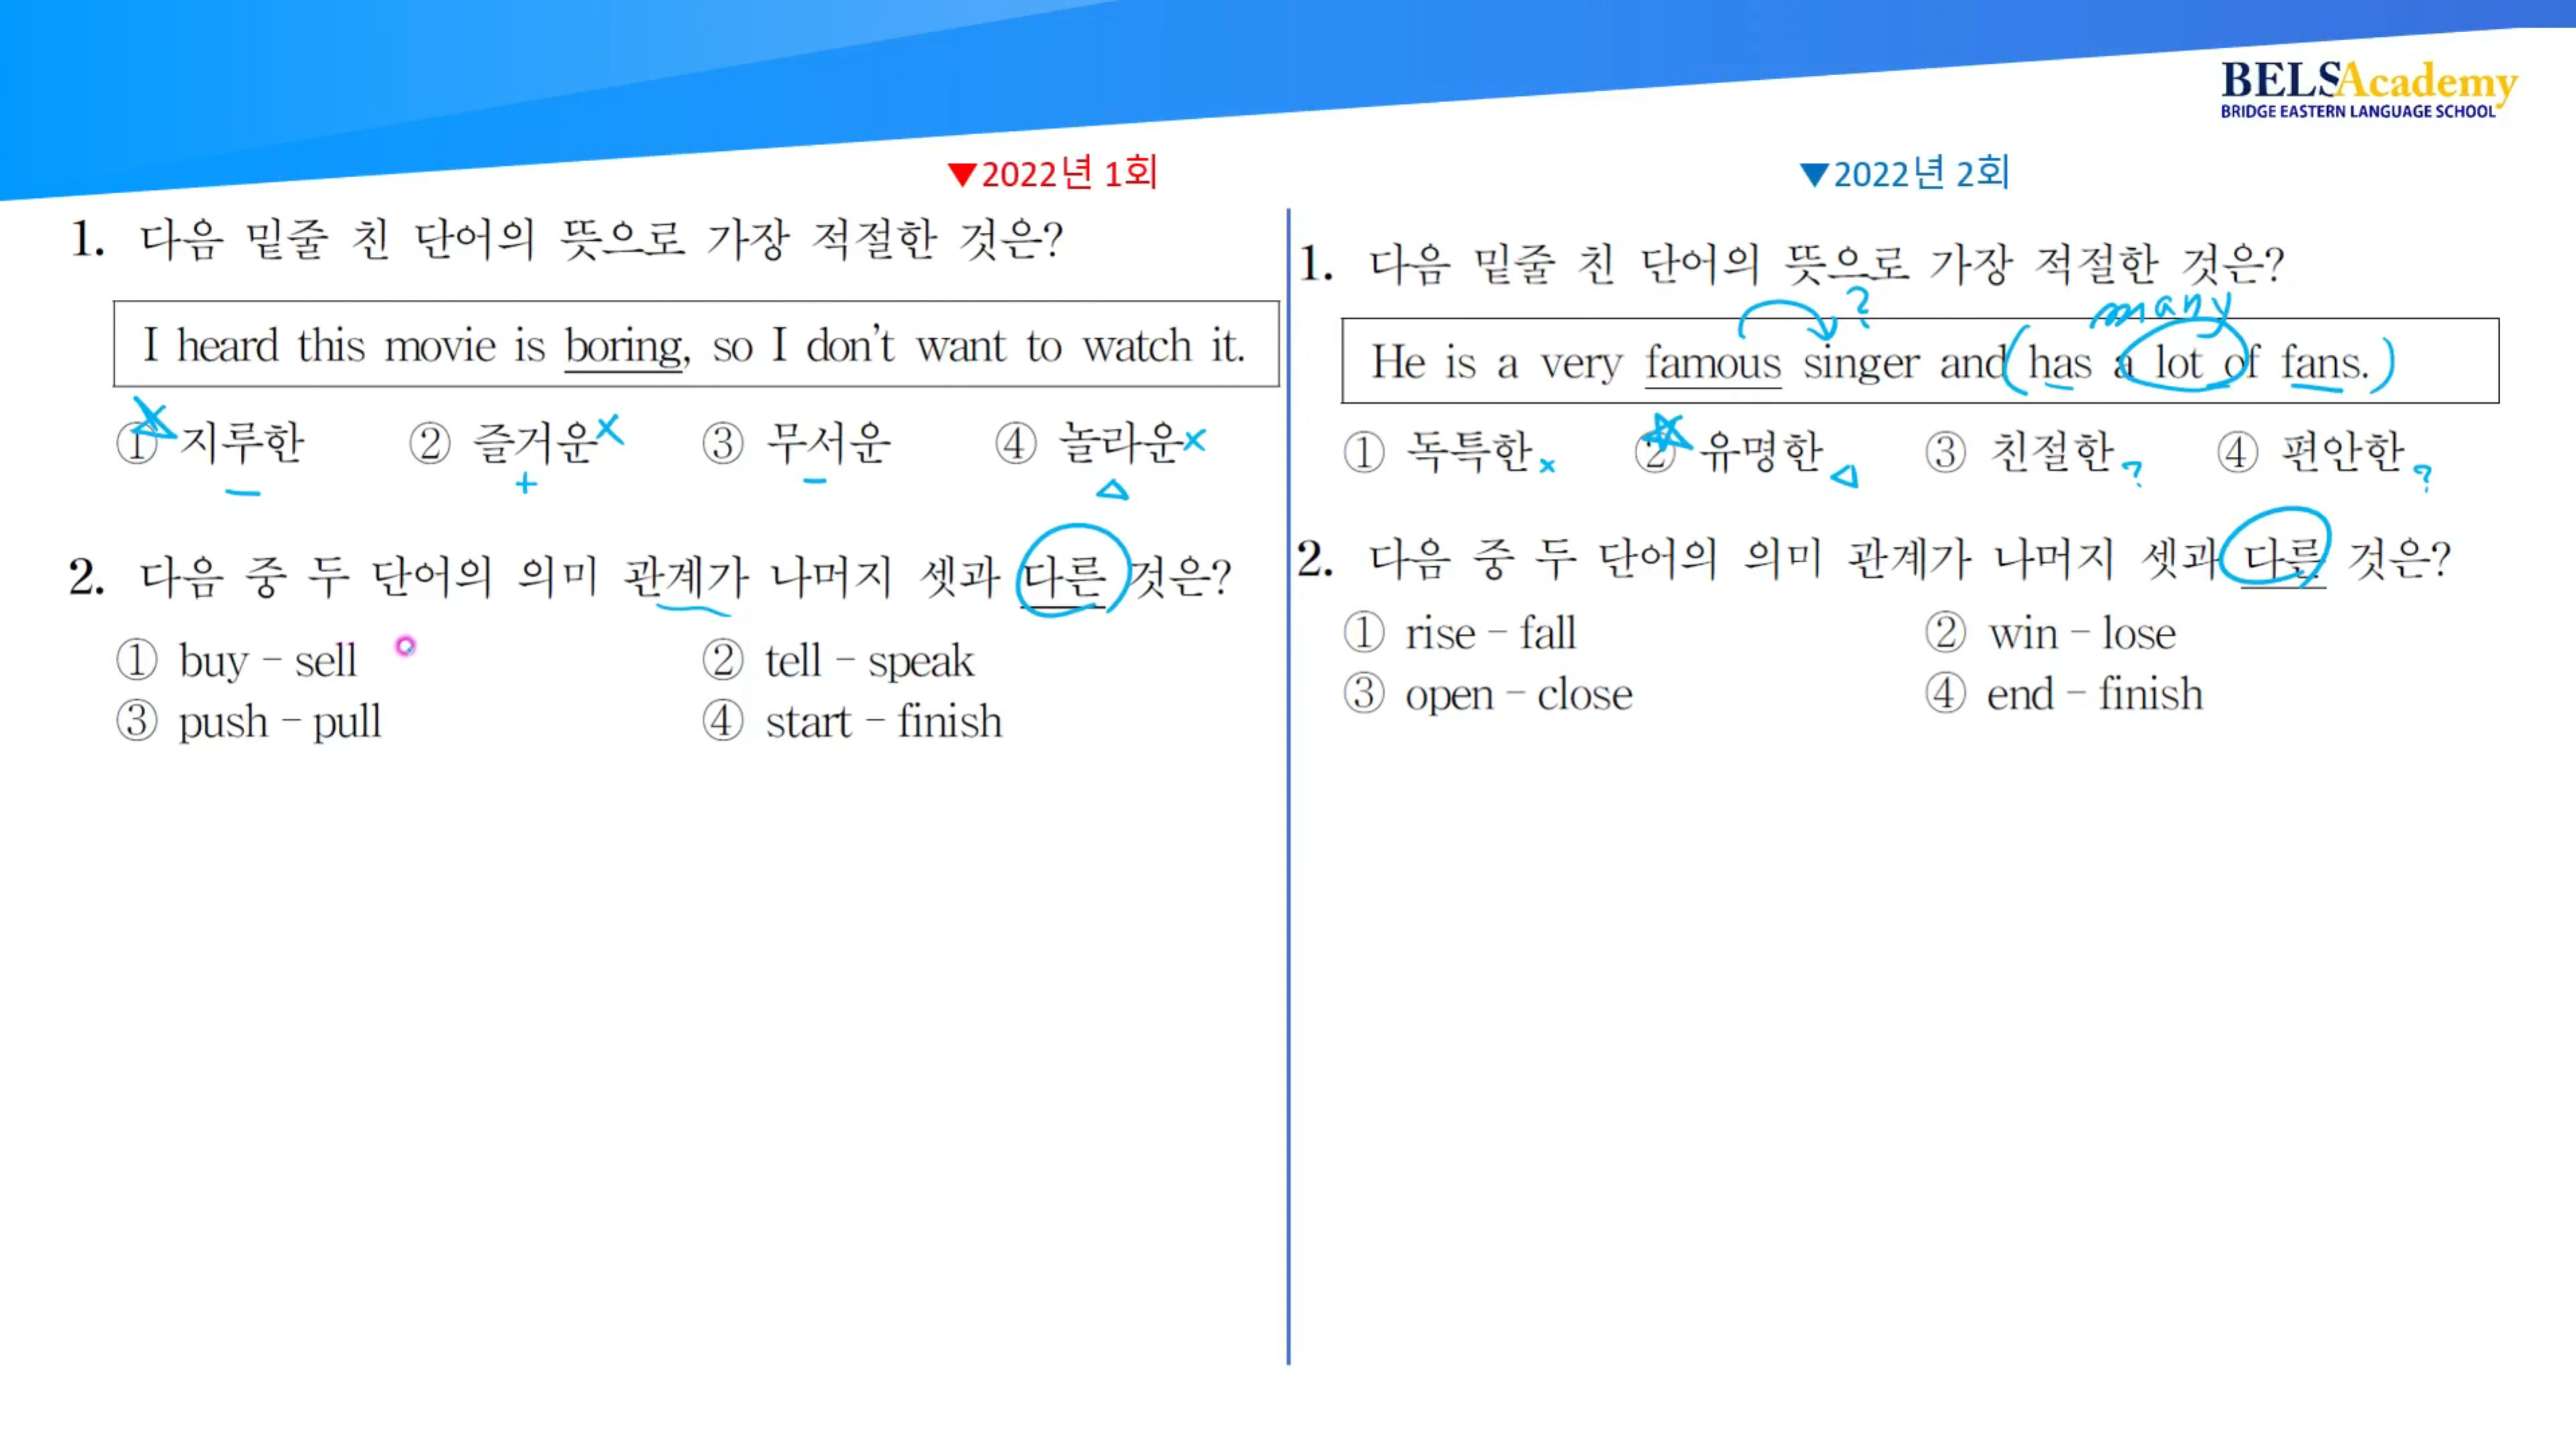 BELSAcademy
BRIDGE EASTERN LANGUAGE SCHOOL
▼2022년 1회
1. 다음 밑줄 친 단어의 뜻으로 가장 적절한 것은?
I heard this movie is boring, so I don't want to watch it.
① 지루한 ② 즐거운 × ③ 무서운 ④ 놀라운 ×
− + − △
2. 다음 중 두 단어의 의미 관계가 나머지 셋과 다른 것은?
① buy - sell ② tell - speak
③ push - pull ④ start - finish
▼2022년 2회
1. 다음 밑줄 친 단어의 뜻으로 가장 적절한 것은?
? many
He is a very famous singer and (has a lot of fans.)
① 독특한 × ② 유명한 △ ③ 친절한 ? ④ 편안한 ?
2. 다음 중 두 단어의 의미 관계가 나머지 셋과 다른 것은?
① rise - fall ② win - lose
③ open - close ④ end - finish